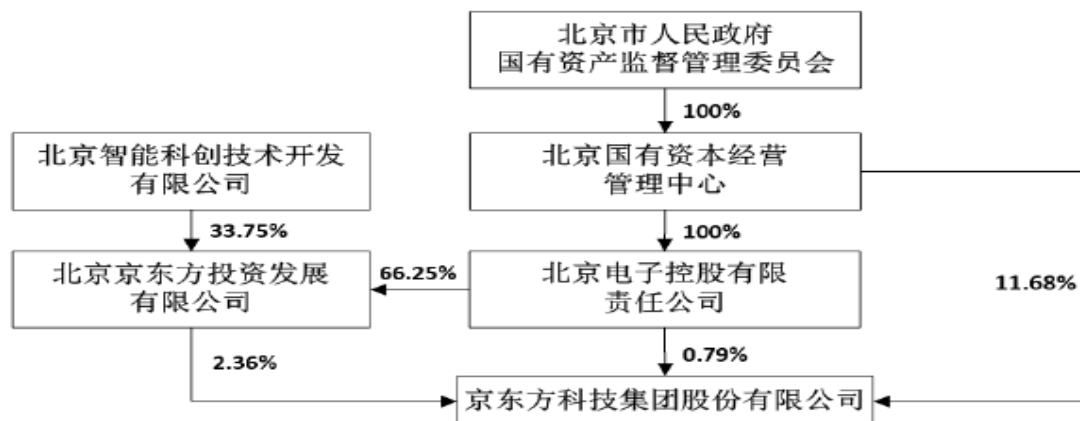 北京市人民政府
国有资产监督管理委员会
100%
北京智能科创技术开发
有限公司
北京国有资本经营
管理中心
33.75%
100%
北京京东方投资发展
有限公司
66.25%
北京电子控股有限
责任公司
11.68%
2.36%
0.79%
京东方科技集团股份有限公司